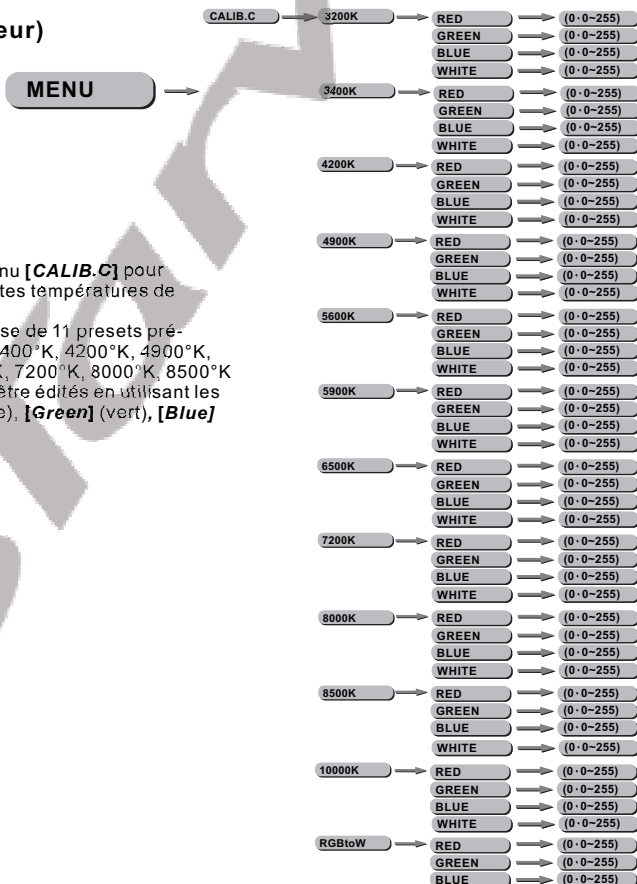 eur)
MENU
nu [CALIB.C] pour
tes températures de
se de 11 presets pré-
400°K, 4200°K, 4900°K,
K, 7200°K, 8000°K, 8500°K
être édités en utilisant les
e), [Green] (vert), [Blue]
CALIB.C 3200K RED (0·0~255)
GREEN (0·0~255)
BLUE (0·0~255)
WHITE (0·0~255)
3400K RED (0·0~255)
GREEN (0·0~255)
BLUE (0·0~255)
WHITE (0·0~255)
4200K RED (0·0~255)
GREEN (0·0~255)
BLUE (0·0~255)
WHITE (0·0~255)
4900K RED (0·0~255)
GREEN (0·0~255)
BLUE (0·0~255)
WHITE (0·0~255)
5600K RED (0·0~255)
GREEN (0·0~255)
BLUE (0·0~255)
WHITE (0·0~255)
5900K RED (0·0~255)
GREEN (0·0~255)
BLUE (0·0~255)
WHITE (0·0~255)
6500K RED (0·0~255)
GREEN (0·0~255)
BLUE (0·0~255)
WHITE (0·0~255)
7200K RED (0·0~255)
GREEN (0·0~255)
BLUE (0·0~255)
WHITE (0·0~255)
8000K RED (0·0~255)
GREEN (0·0~255)
BLUE (0·0~255)
WHITE (0·0~255)
8500K RED (0·0~255)
GREEN (0·0~255)
BLUE (0·0~255)
WHITE (0·0~255)
10000K RED (0·0~255)
GREEN (0·0~255)
BLUE (0·0~255)
WHITE (0·0~255)
RGBtoW RED (0·0~255)
GREEN (0·0~255)
BLUE (0·0~255)